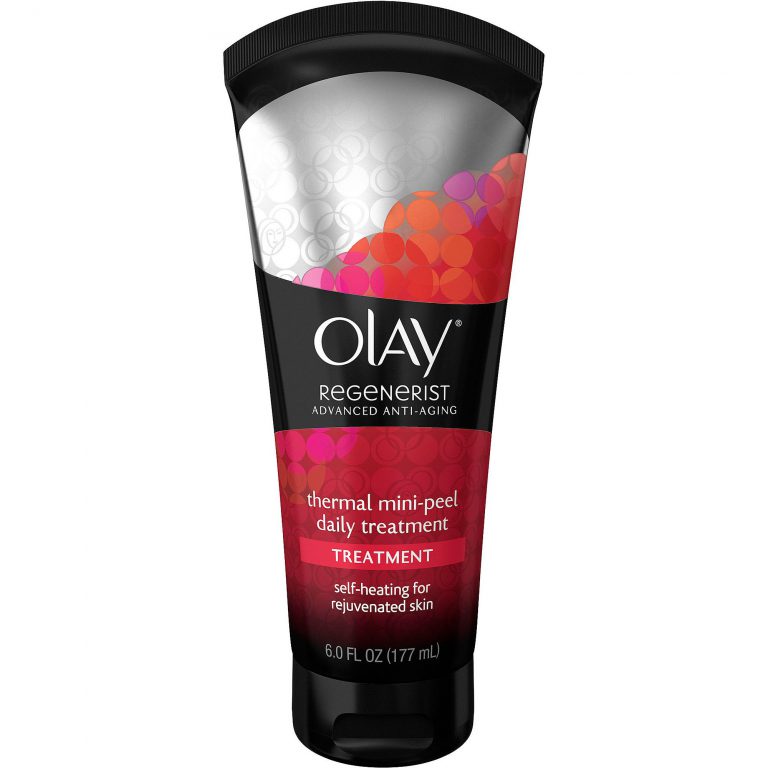 OLAY®
REGENERIST
ADVANCED ANTI-AGING
thermal mini-peel
daily treatment
TREATMENT
self-heating for
rejuvenated skin
6.0 FL OZ (177 mL)